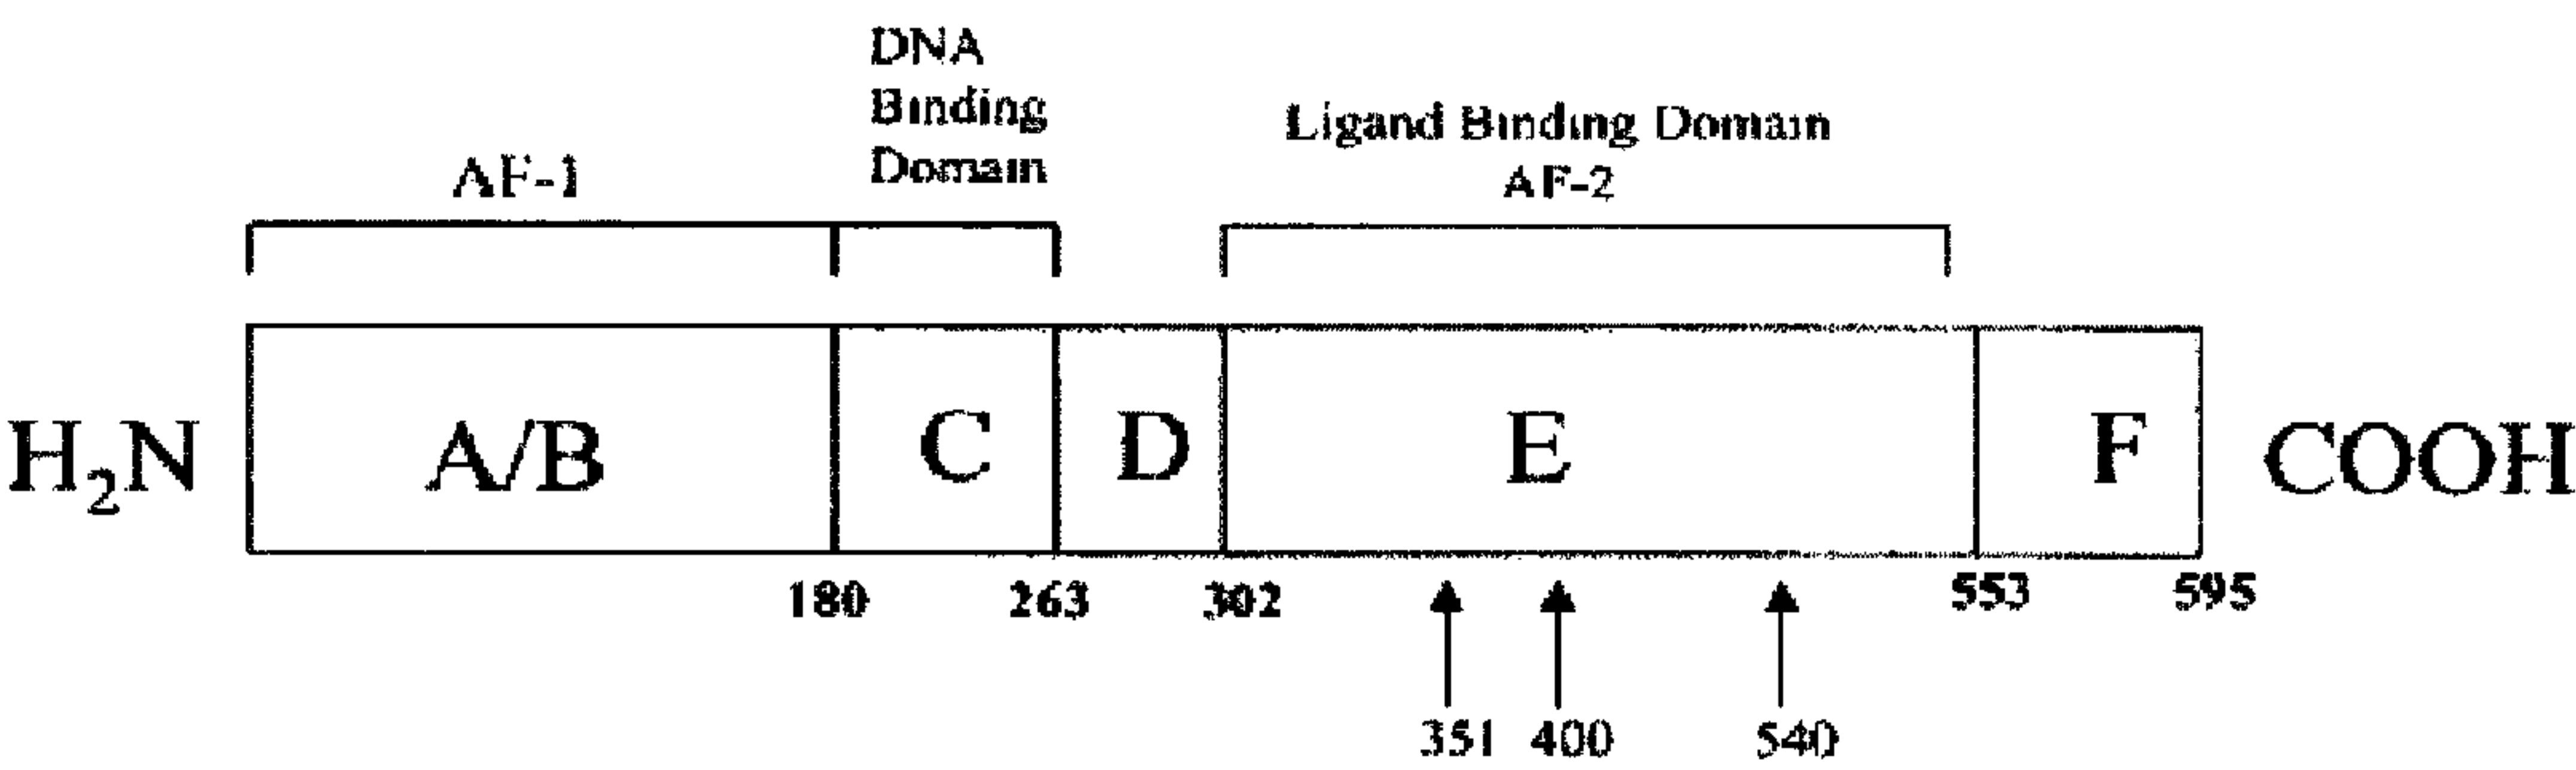 DNA
Binding
Domain
Ligand Binding Domain
AF-1
AF-2
H₂N
A/B
C
D
E
F
COOH
180
263
302
553
595
351
400
540